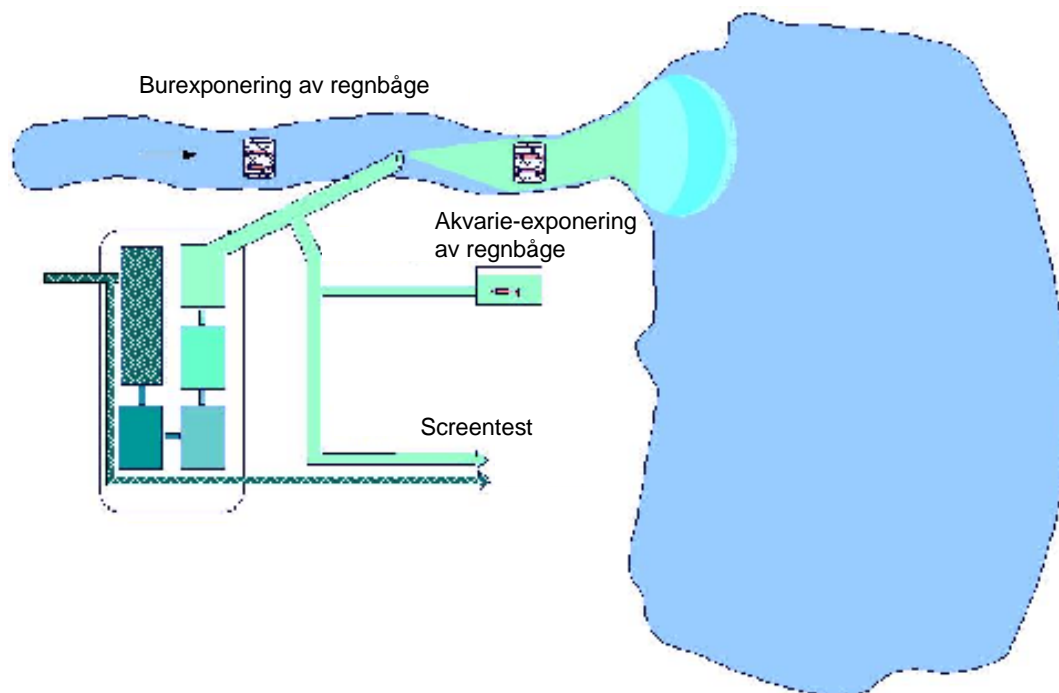 Burexponering av regnbåge
Akvarie-exponering
av regnbåge
Screentest